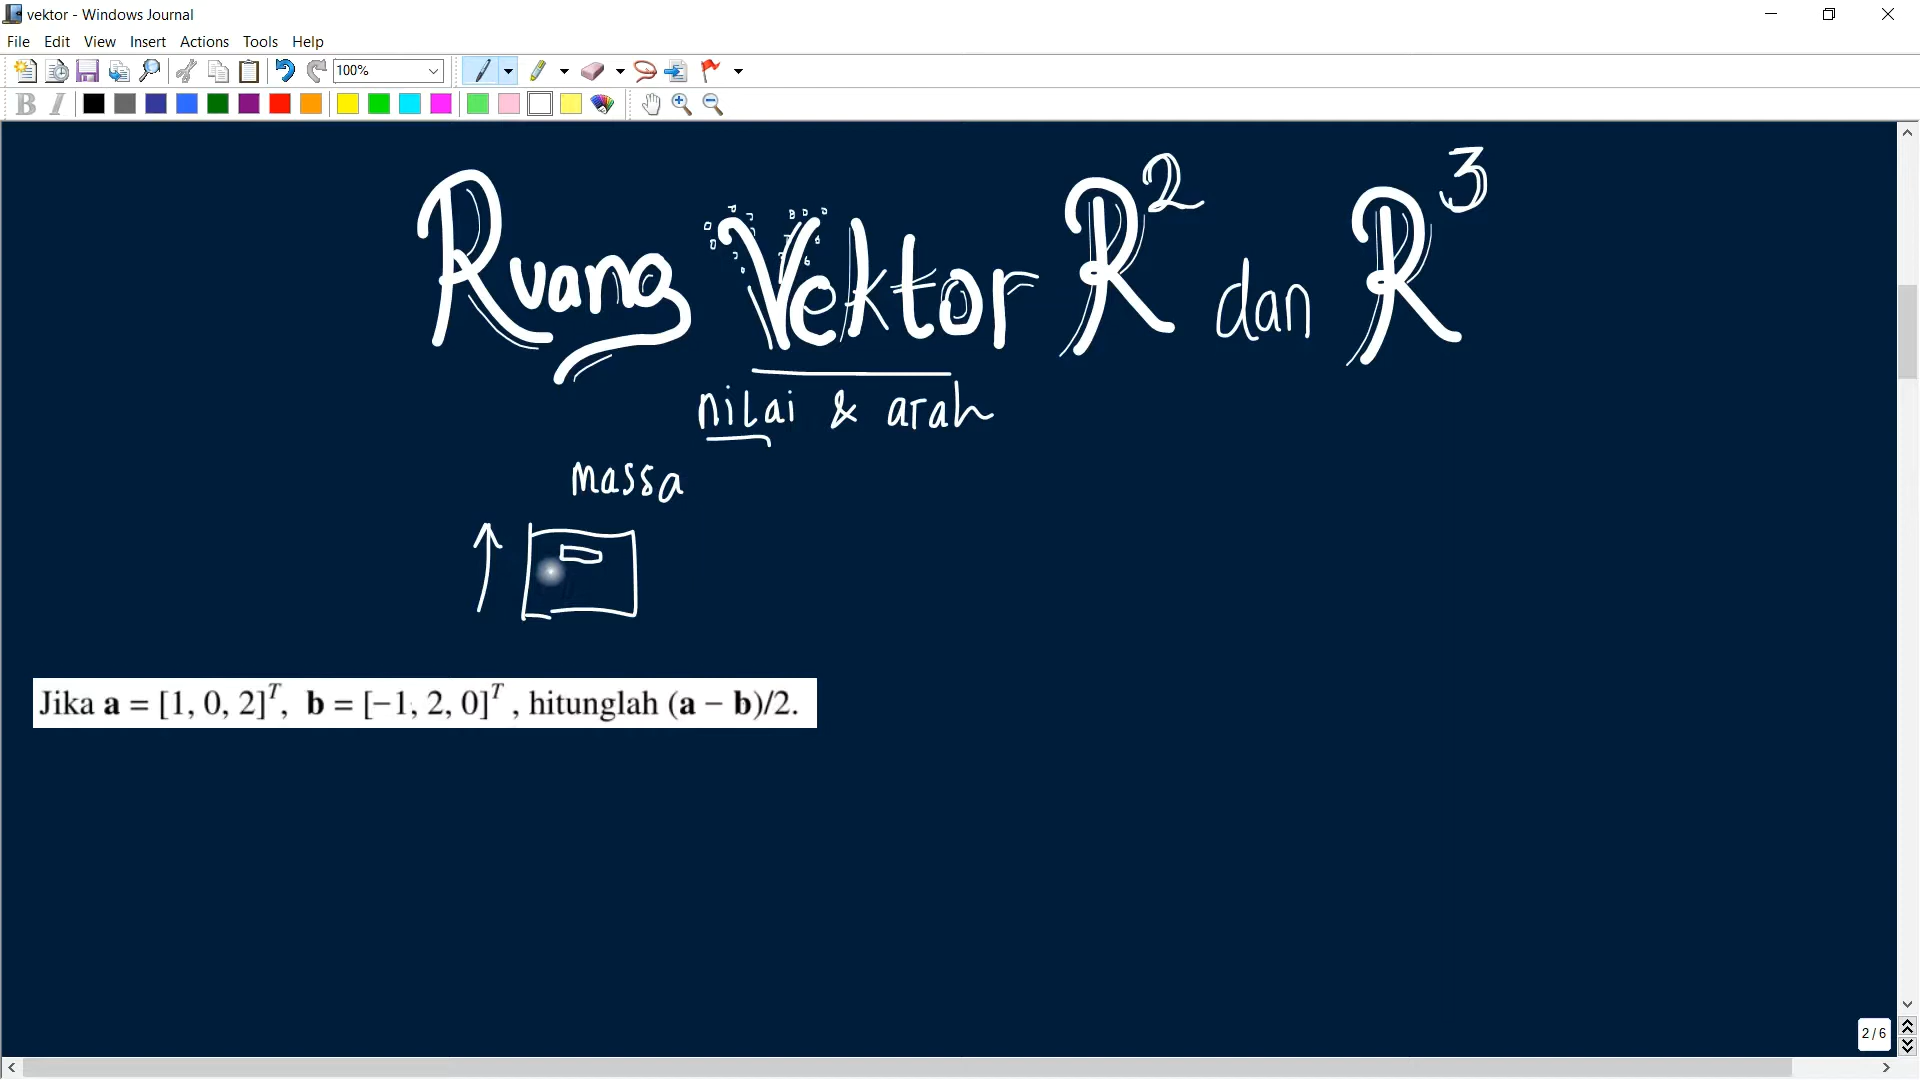 vektor - Windows Journal
File Edit View Insert Actions Tools Help
100%
B I
Ruang Vektor R² dan R³
nilai & arah
massa
Jika a = [1, 0, 2]ᵀ, b = [−1, 2, 0]ᵀ , hitunglah (a − b)/2.
2 / 6